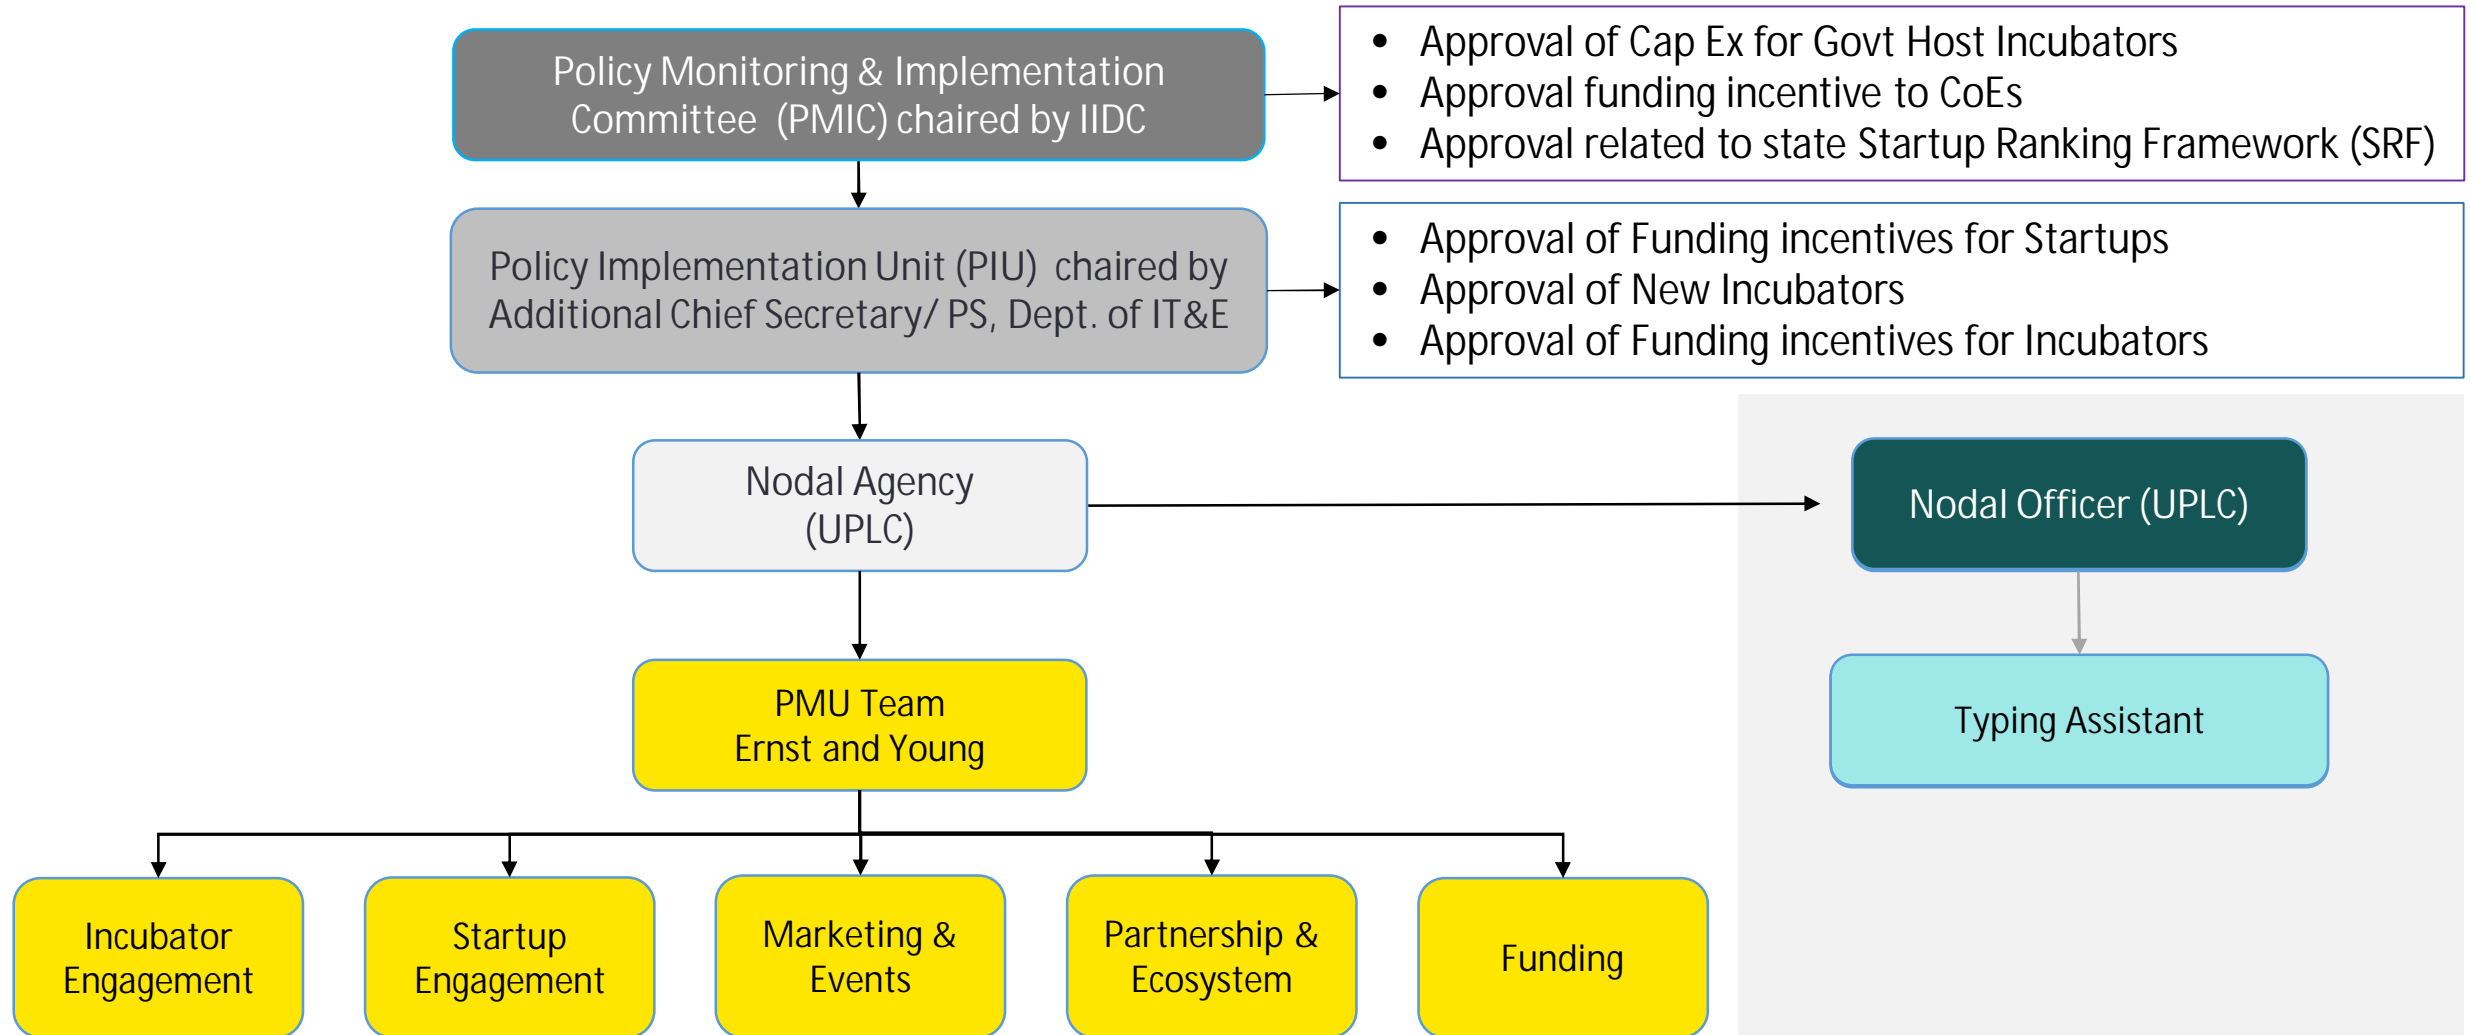 Policy Monitoring & Implementation
Committee (PMIC) chaired by IIDC
• Approval of Cap Ex for Govt Host Incubators
• Approval funding incentive to CoEs
• Approval related to state Startup Ranking Framework (SRF)
Policy Implementation Unit (PIU) chaired by
Additional Chief Secretary/ PS, Dept. of IT&E
• Approval of Funding incentives for Startups
• Approval of New Incubators
• Approval of Funding incentives for Incubators
Nodal Agency
(UPLC)
Nodal Officer (UPLC)
PMU Team
Ernst and Young
Typing Assistant
Incubator
Engagement
Startup
Engagement
Marketing &
Events
Partnership &
Ecosystem
Funding